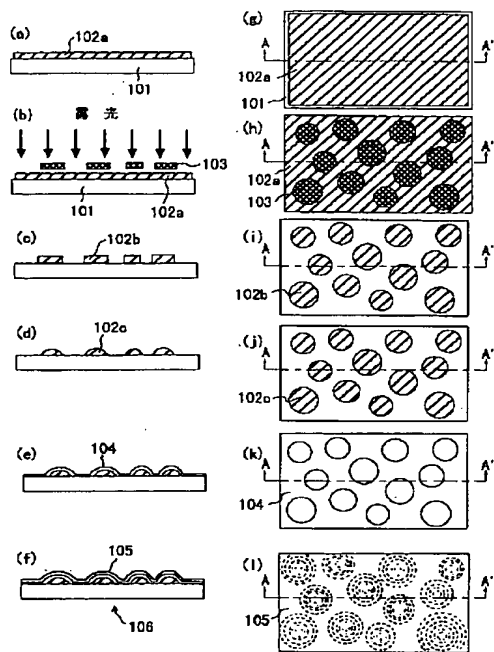 (a)
102a
101
(b)
露 光
103
101
102a
(c)
102b
(d)
102c
(e)
104
(f)
105
106
(g)
A
A'
102a
101
(h)
A
A'
102a
103
(i)
A
A'
102b
(j)
A
A'
102c
(k)
A
A'
104
(l)
A
A'
105